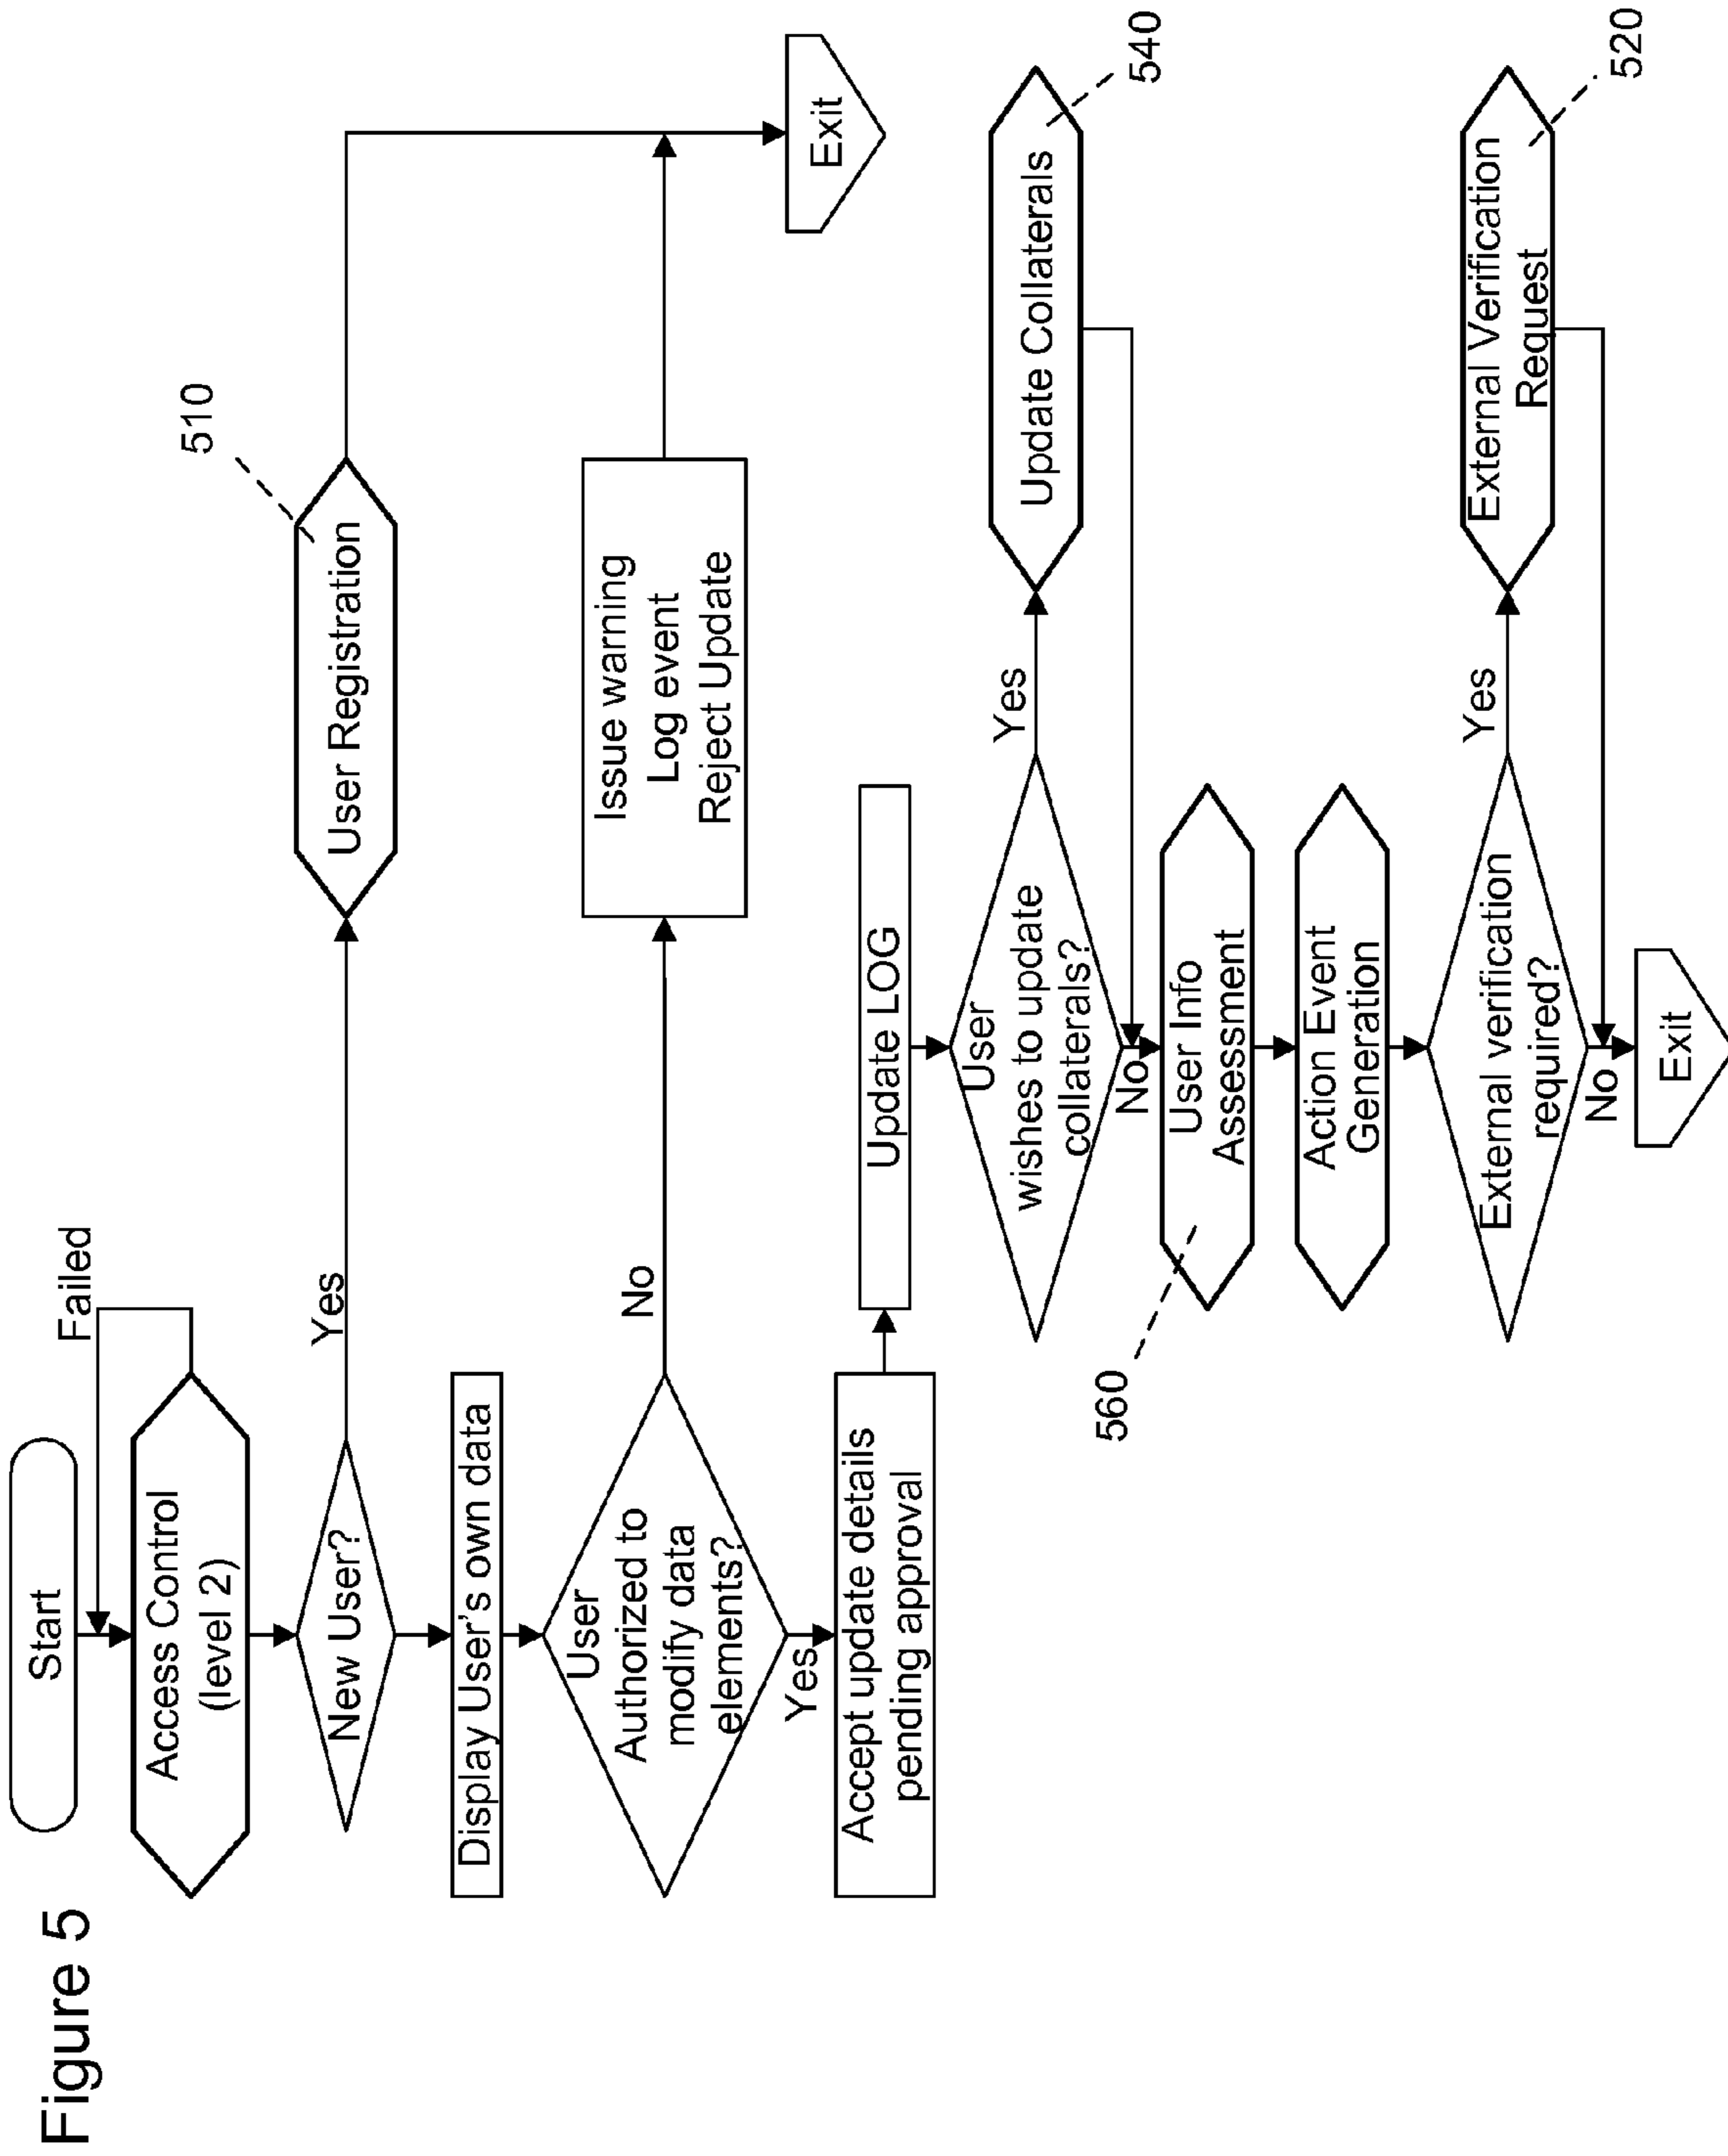 Figure 5
Start
Failed
Access Control
(level 2)
New User?
Yes
User Registration
510
Display User's own data
User
Authorized to
modify data
elements?
No
Issue warning
Log event
Reject Update
Exit
Yes
Accept update details
pending approval
Update LOG
User
wishes to update
collaterals?
Yes
Update Collaterals
540
No
560
User Info
Assessment
Action Event
Generation
External verification
required?
Yes
External Verification
Request
520
No
Exit